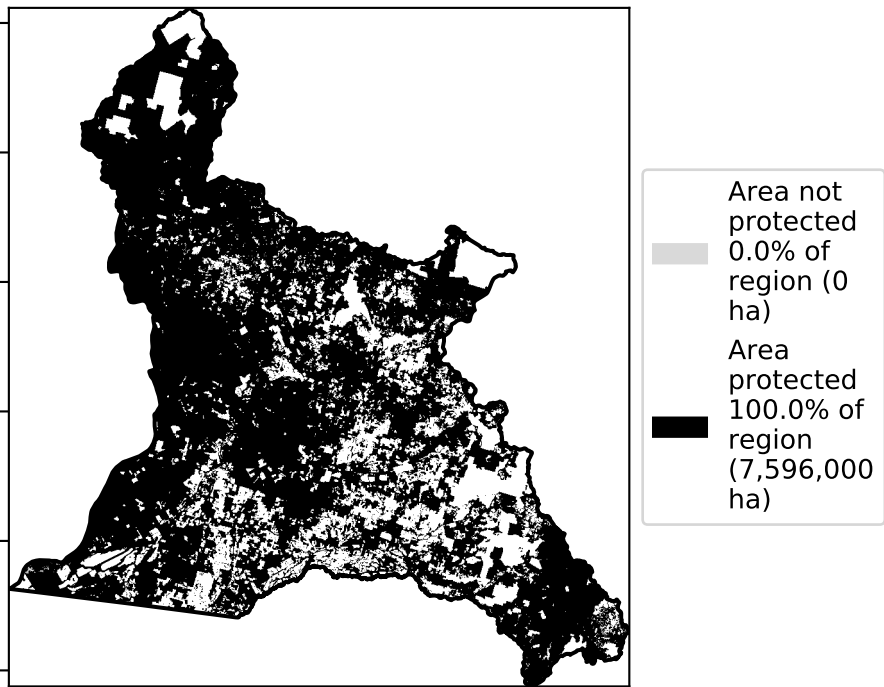 Area not
protected
0.0% of
region (0
ha)
Area
protected
100.0% of
region
(7,596,000
ha)